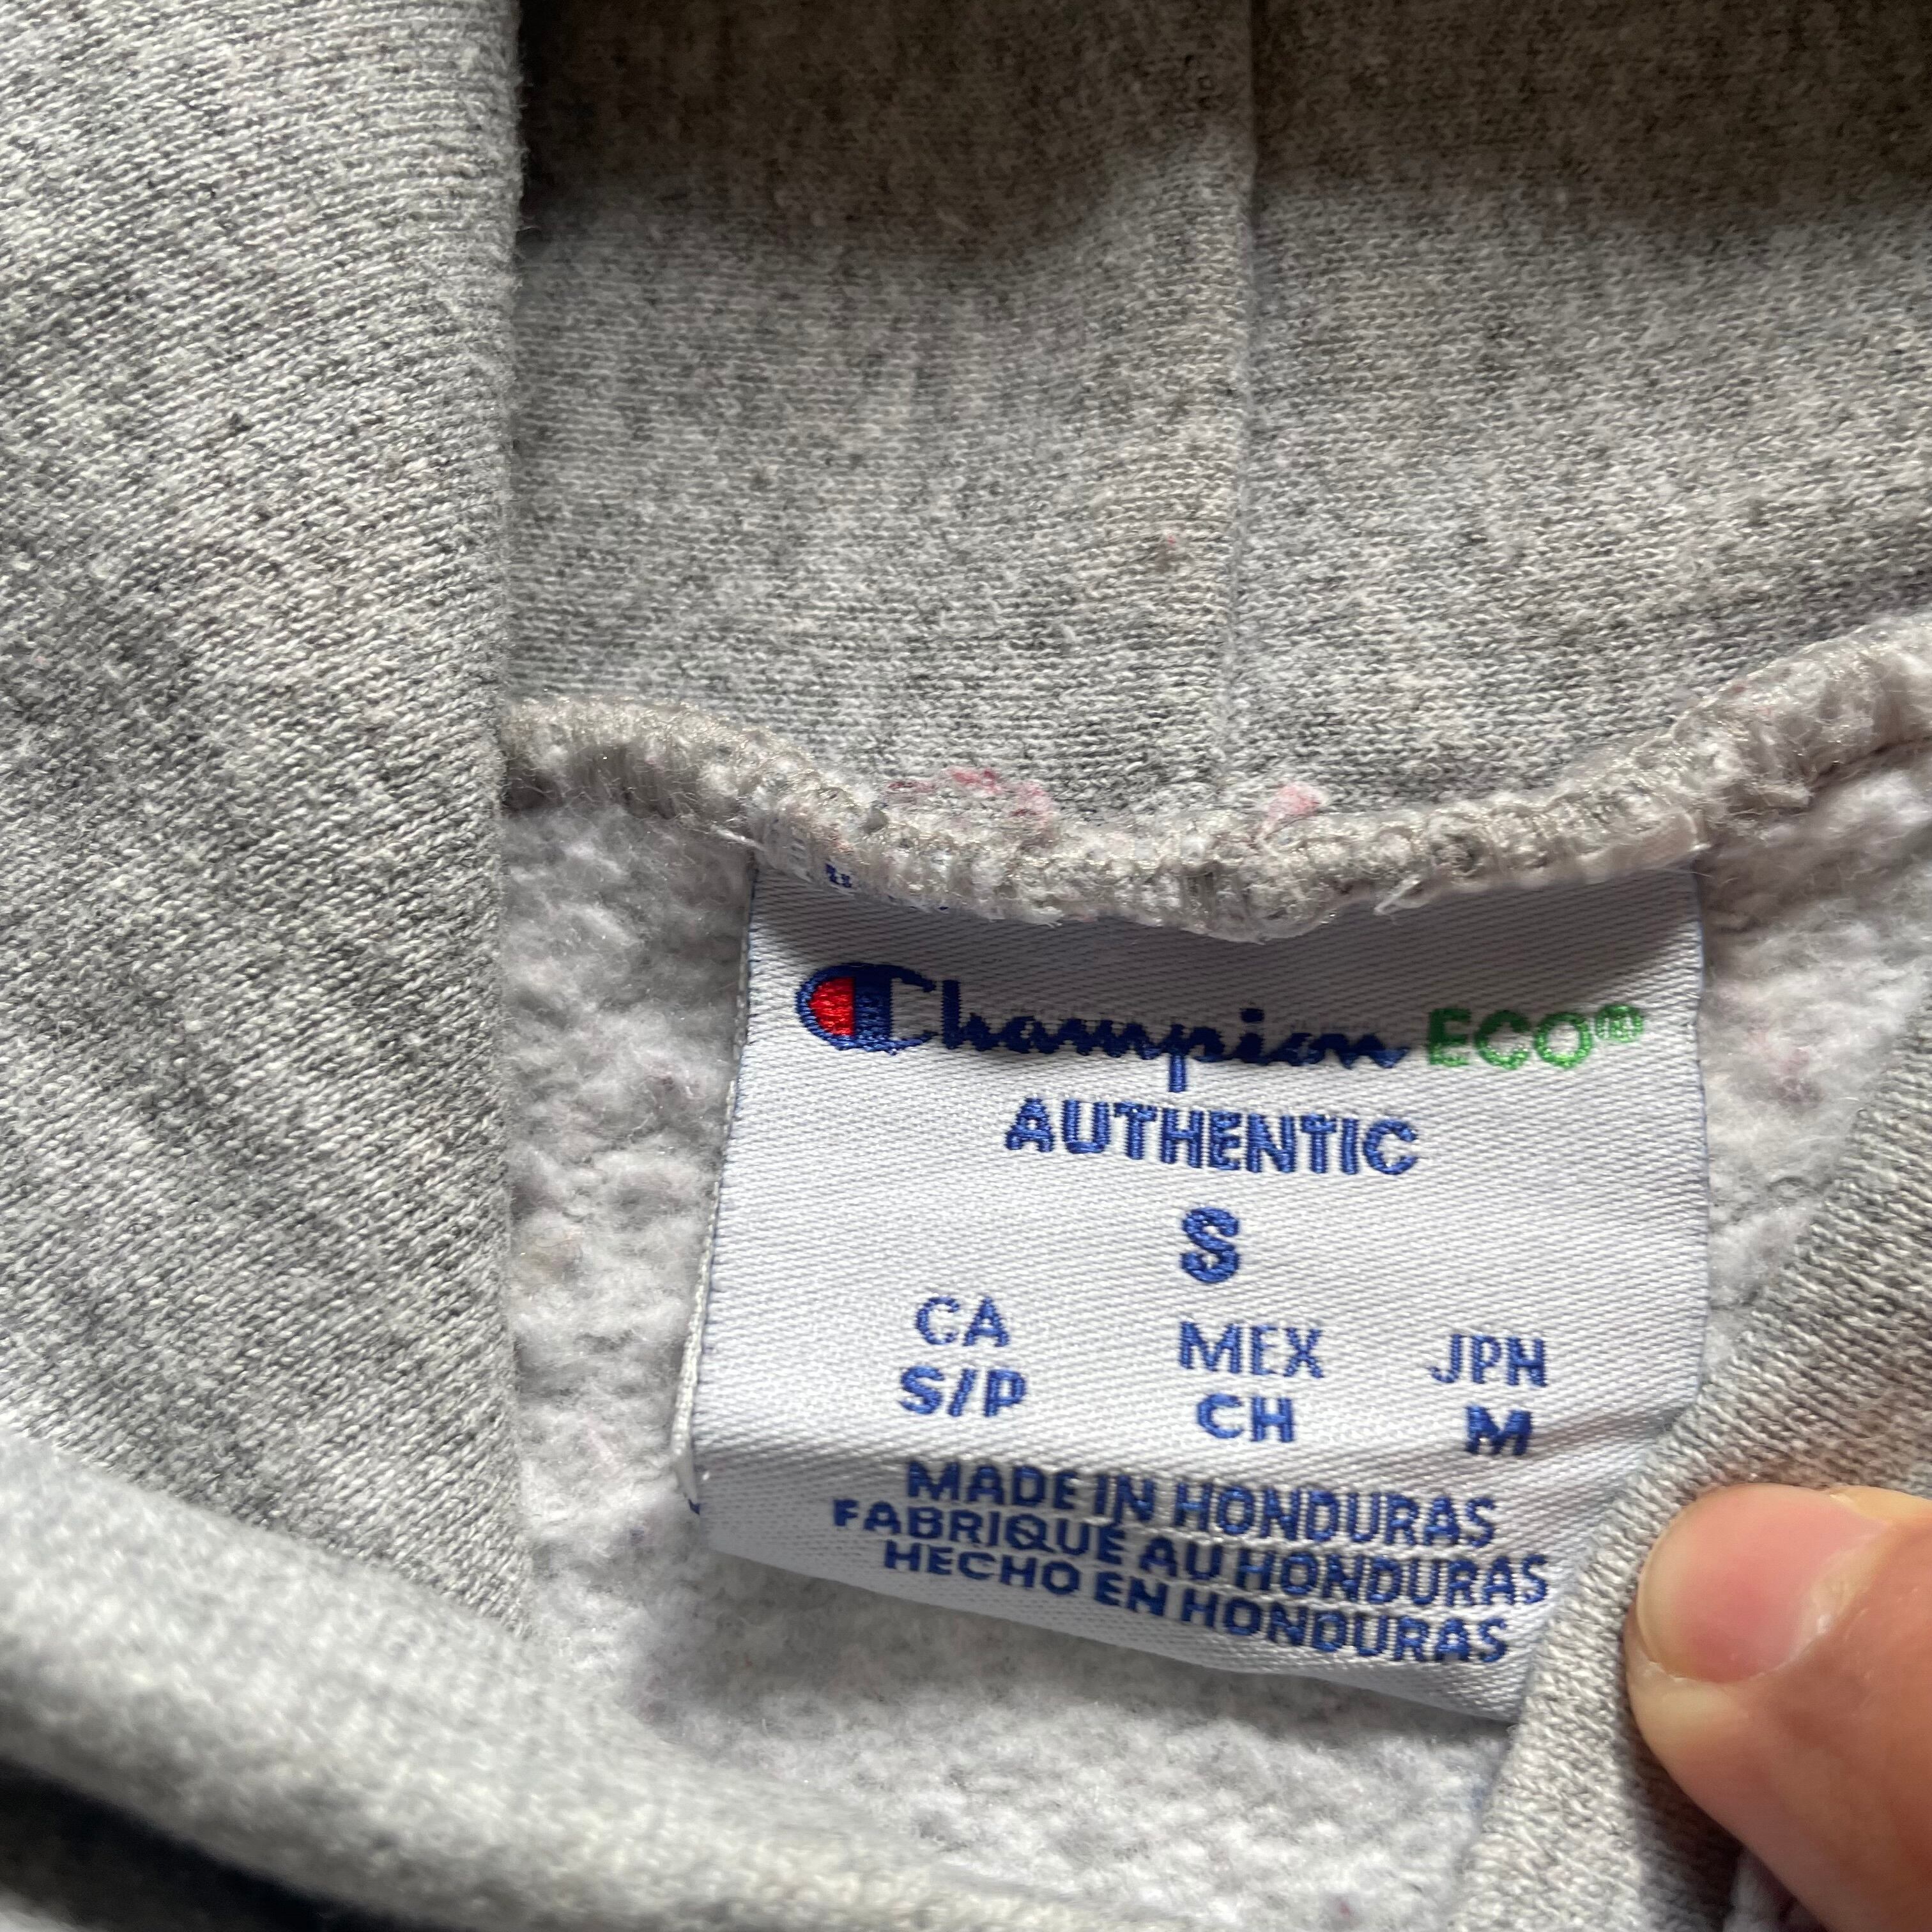 Champion ECO®
AUTHENTIC
S
CA MEX JPN
S/P CH M
MADE IN HONDURAS
FABRIQUÉ AU HONDURAS
HECHO EN HONDURAS